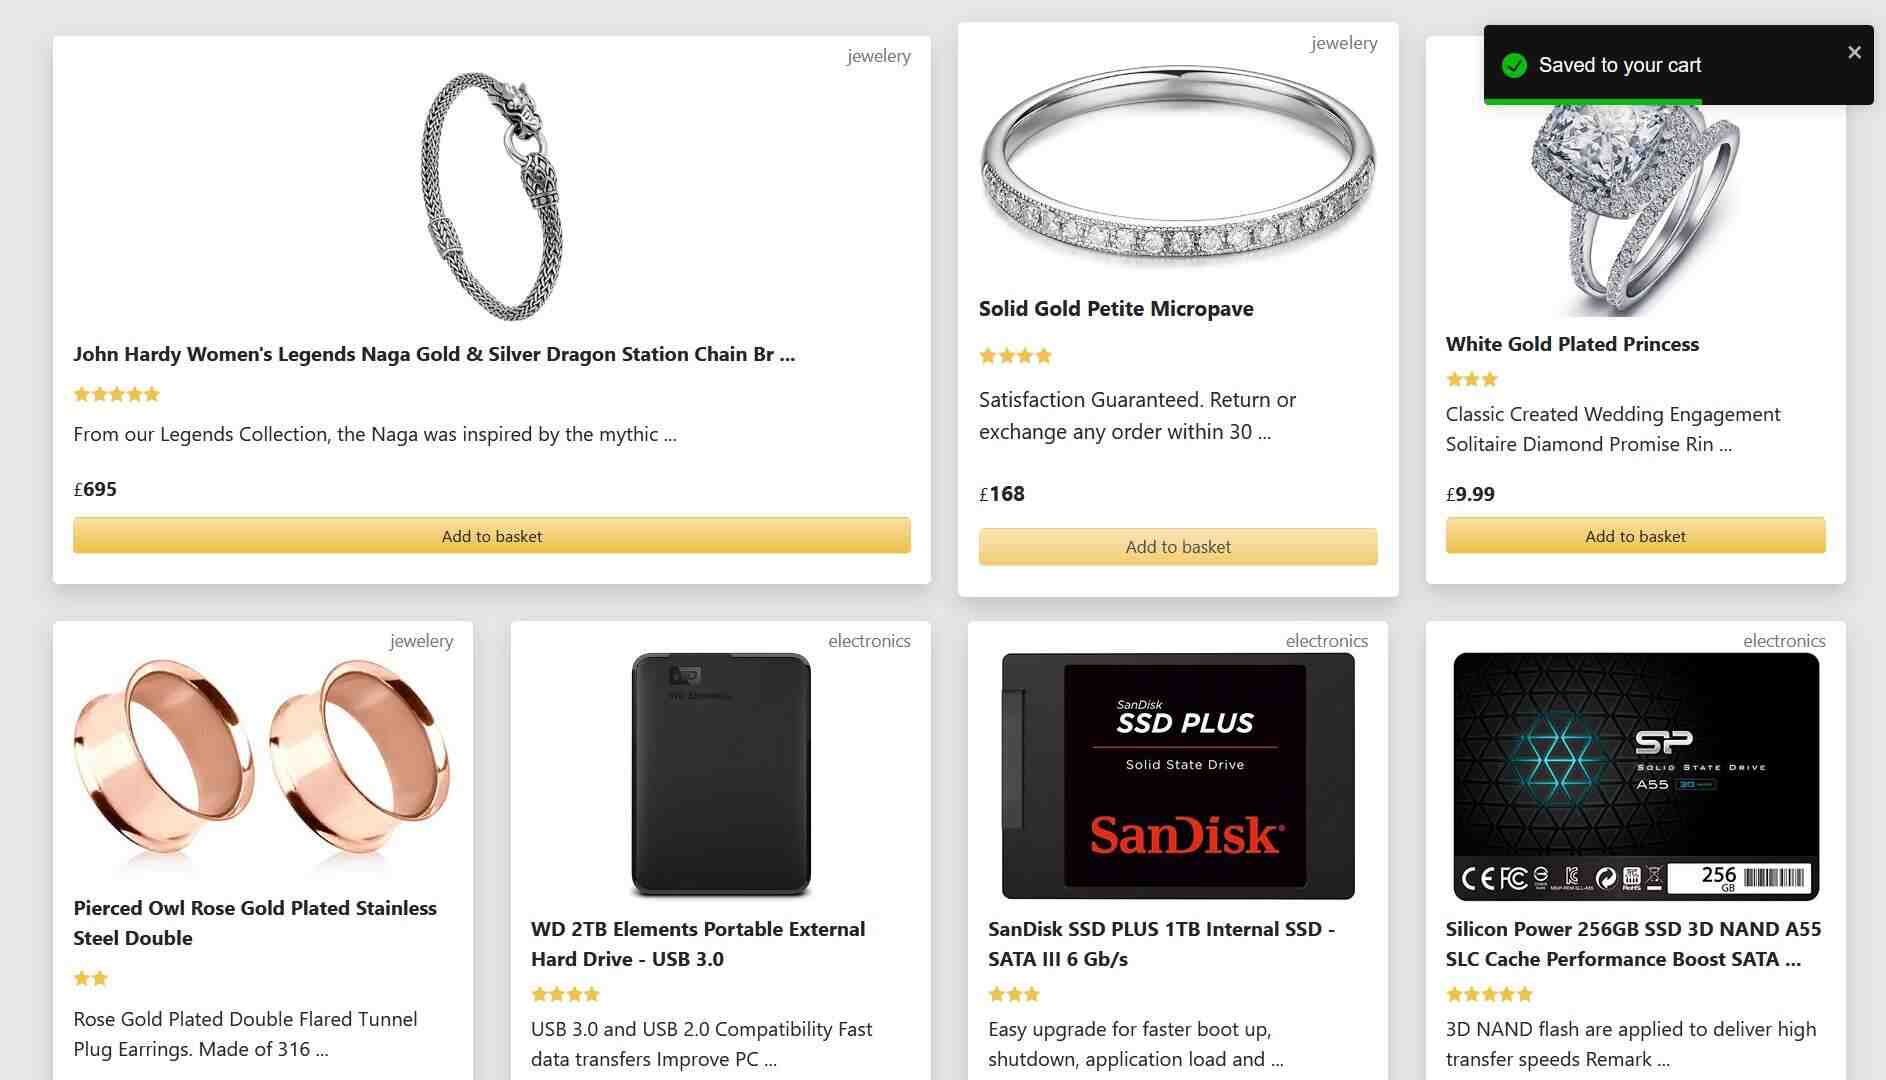 jewelery
John Hardy Women's Legends Naga Gold & Silver Dragon Station Chain Br ...
From our Legends Collection, the Naga was inspired by the mythic ...
£695
Add to basket
jewelery
Solid Gold Petite Micropave
Satisfaction Guaranteed. Return or
exchange any order within 30 ...
£168
Add to basket
Saved to your cart
White Gold Plated Princess
Classic Created Wedding Engagement
Solitaire Diamond Promise Rin ...
£9.99
Add to basket
jewelery
Pierced Owl Rose Gold Plated Stainless
Steel Double
Rose Gold Plated Double Flared Tunnel
Plug Earrings. Made of 316 ...
electronics
WD Elements
WD 2TB Elements Portable External
Hard Drive - USB 3.0
USB 3.0 and USB 2.0 Compatibility Fast
data transfers Improve PC ...
electronics
SanDisk
SSD PLUS
Solid State Drive
SanDisk
SanDisk SSD PLUS 1TB Internal SSD -
SATA III 6 Gb/s
Easy upgrade for faster boot up,
shutdown, application load and ...
electronics
SP
SOLID STATE DRIVE
A55
CE FC
RoHS
256
GB
Silicon Power 256GB SSD 3D NAND A55
SLC Cache Performance Boost SATA ...
3D NAND flash are applied to deliver high
transfer speeds Remark ...